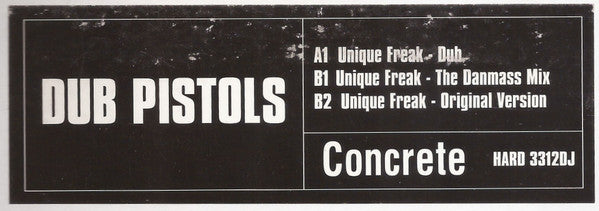 DUB PISTOLS
A1 Unique Freak - Dub
B1 Unique Freak - The Danmass Mix
B2 Unique Freak - Original Version
Concrete HARD 3312DJ